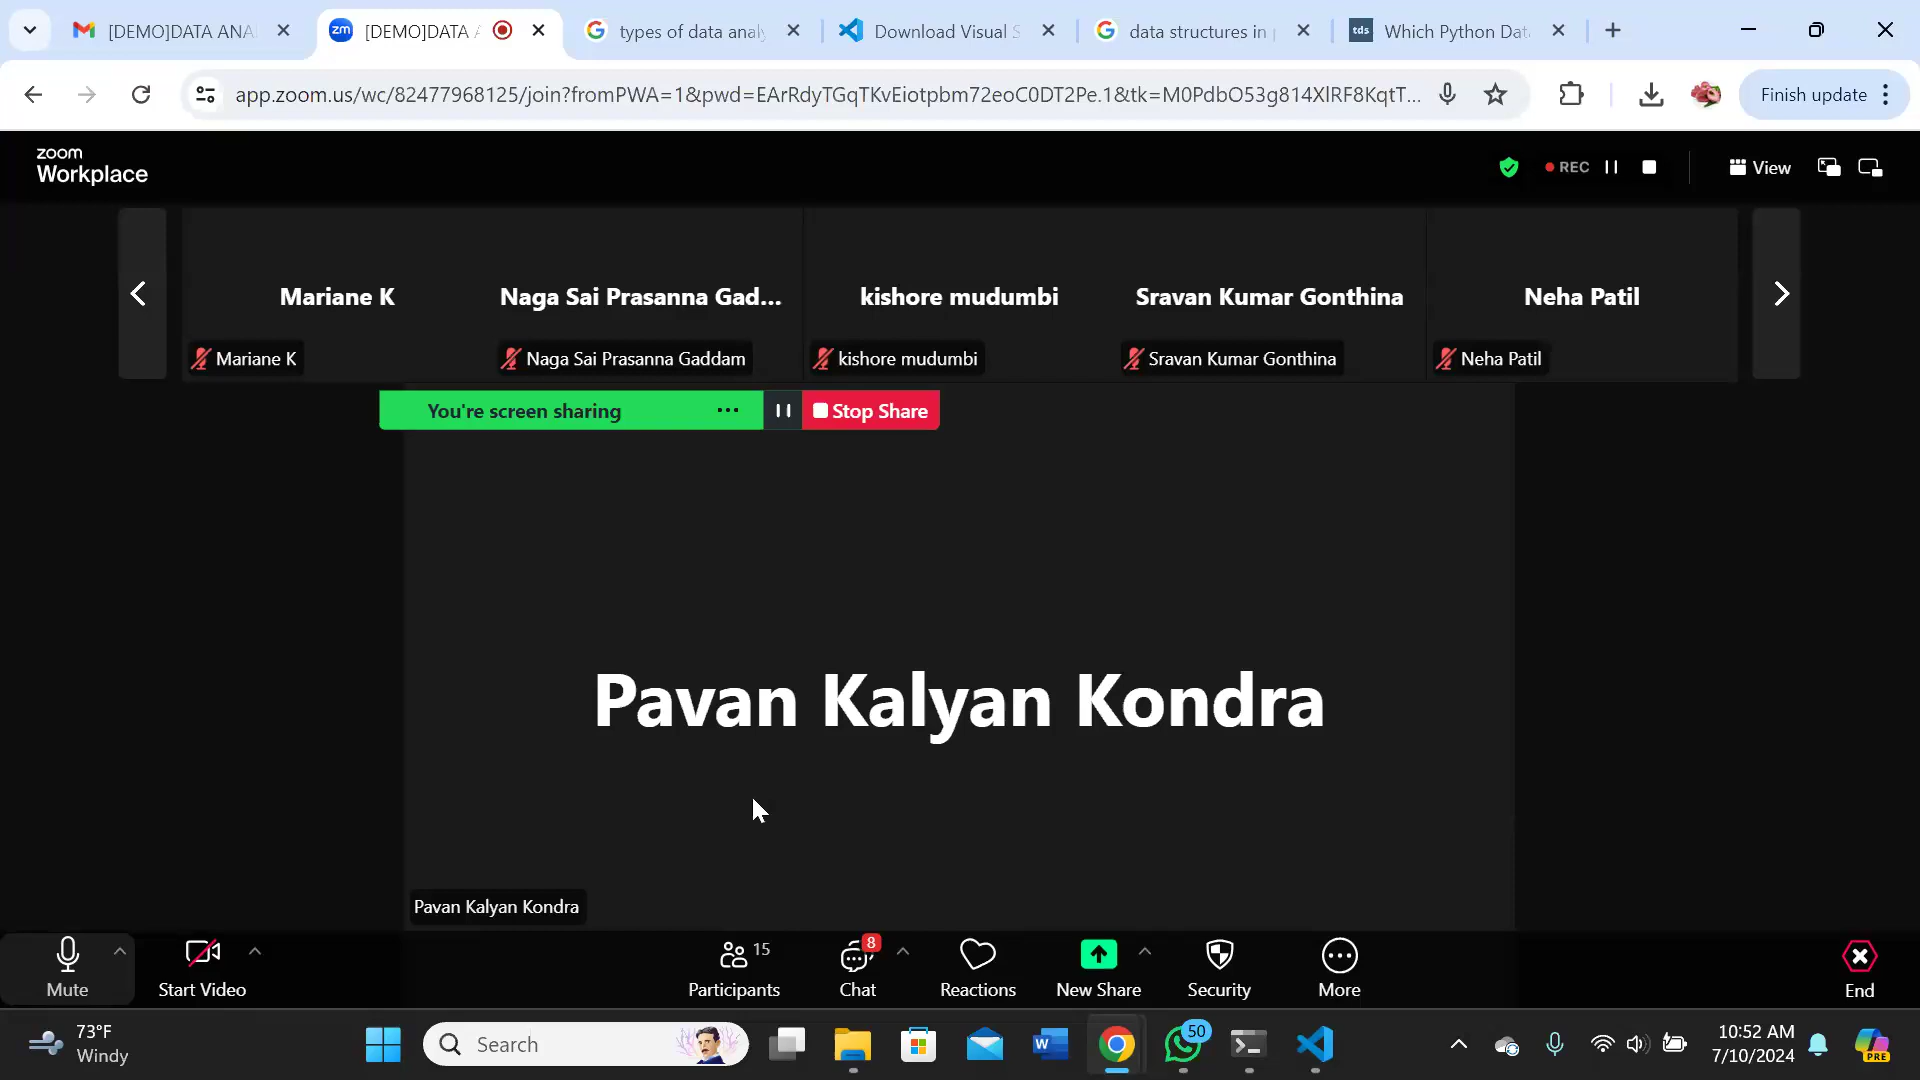 [DEMO]DATA ANA
[DEMO]DATA A
types of data analy
Download Visual S
data structures in p
Which Python Data
app.zoom.us/wc/82477968125/join?fromPWA=1&pwd=EArRdyTGqTKvEiotpbm72eoC0DT2Pe.1&tk=M0PdbO53g814XlRF8KqtT...
Finish update
zoom
Workplace
REC
View
Mariane K
Naga Sai Prasanna Gad...
kishore mudumbi
Sravan Kumar Gonthina
Neha Patil
Mariane K
Naga Sai Prasanna Gaddam
kishore mudumbi
Sravan Kumar Gonthina
Neha Patil
You're screen sharing
Stop Share
Pavan Kalyan Kondra
Pavan Kalyan Kondra
Mute
Start Video
15
Participants
8
Chat
Reactions
New Share
Security
More
End
73°F
Windy
Search
50
10:52 AM
7/10/2024
PRE